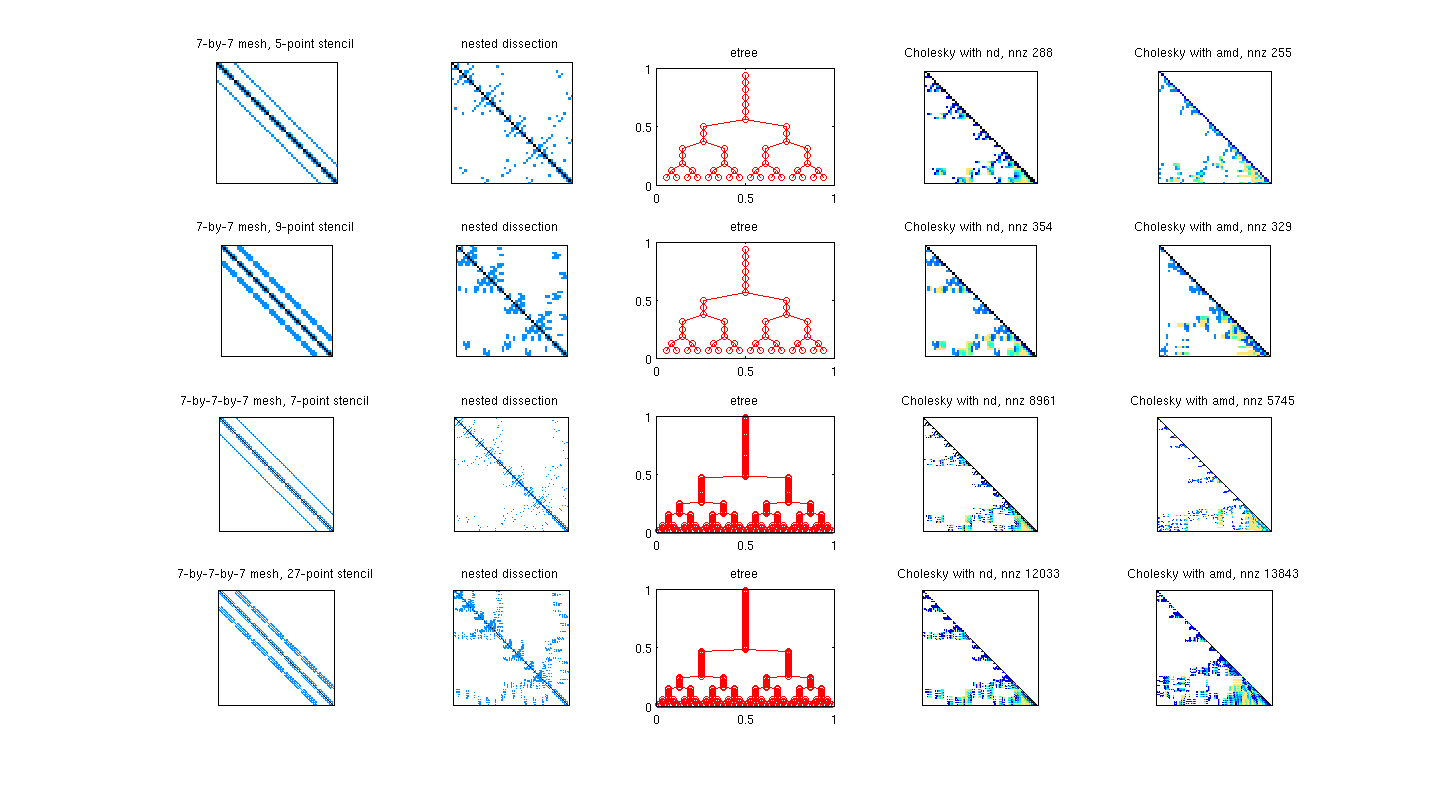 7-by-7 mesh, 5-point stencil
nested dissection
etree
Cholesky with nd, nnz 288
Cholesky with amd, nnz 255
1
0.5
0
0
0.5
1
7-by-7 mesh, 9-point stencil
nested dissection
etree
Cholesky with nd, nnz 354
Cholesky with amd, nnz 329
1
0.5
0
0
0.5
1
7-by-7-by-7 mesh, 7-point stencil
nested dissection
etree
Cholesky with nd, nnz 8961
Cholesky with amd, nnz 5745
1
0.5
0
0
0.5
1
7-by-7-by-7 mesh, 27-point stencil
nested dissection
etree
Cholesky with nd, nnz 12033
Cholesky with amd, nnz 13843
1
0.5
0
0
0.5
1